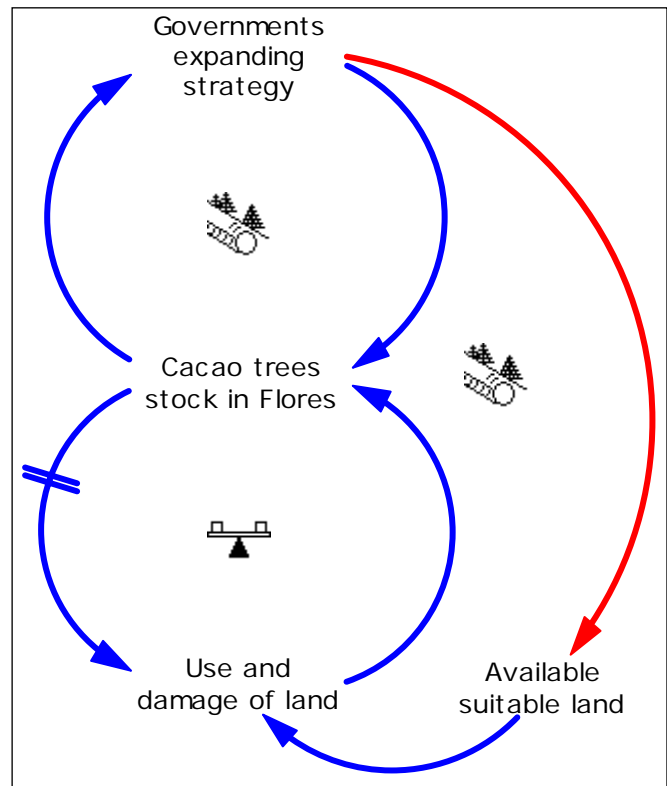 Governments
expanding
strategy
Cacao trees
stock in Flores
Use and
damage of land
Available
suitable land